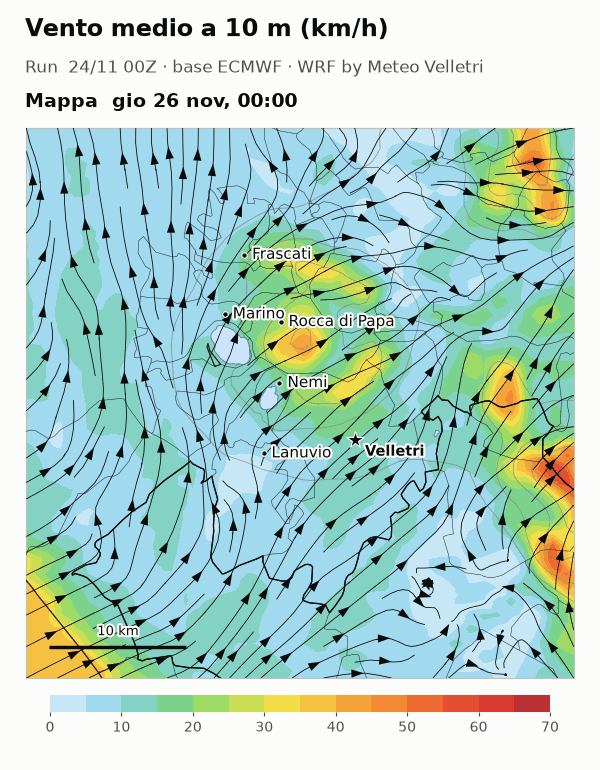 Vento medio a 10 m (km/h)
Run  24/11 00Z · base ECMWF · WRF by Meteo Velletri
Mappa  gio 26 nov, 00:00
Frascati
Marino
Rocca di Papa
Nemi
Velletri
Lanuvio
10 km
0 10 20 30 40 50 60 70